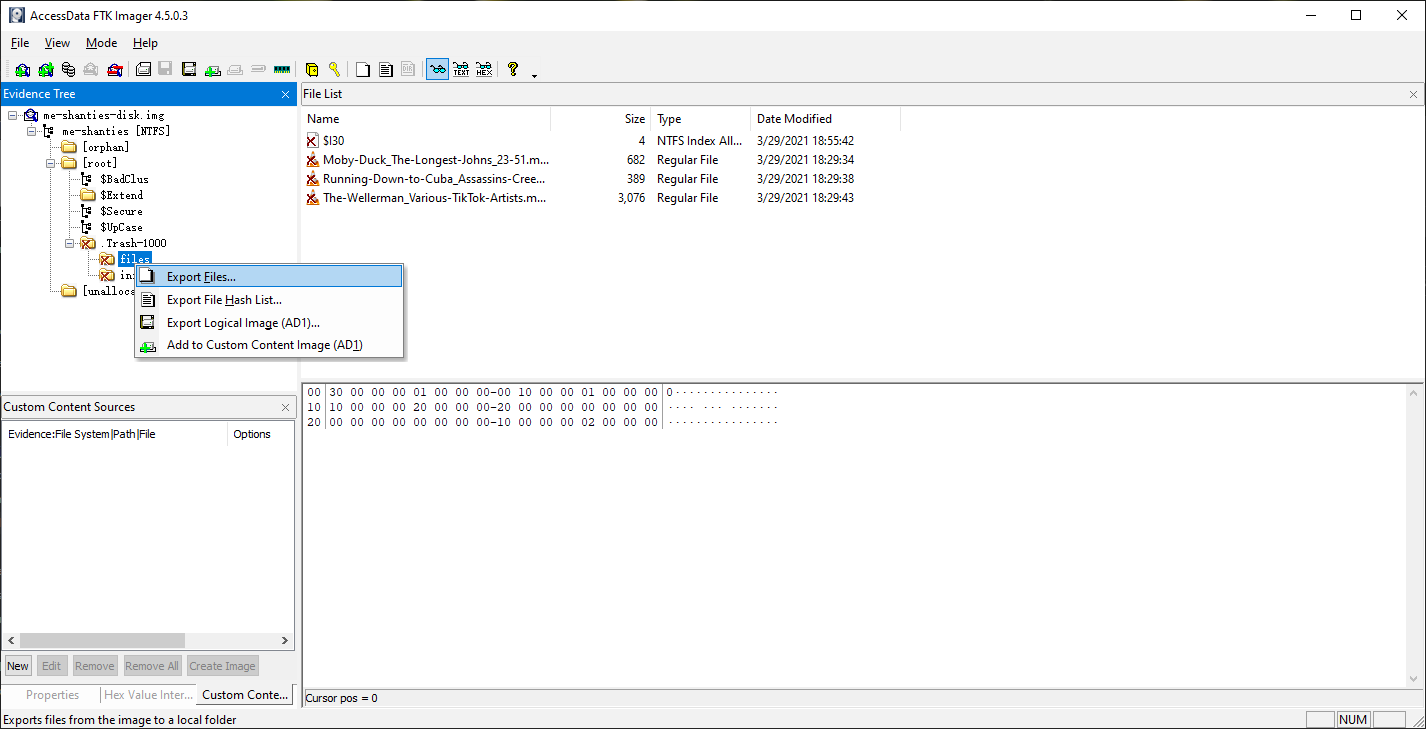 AccessData FTK Imager 4.5.0.3
File View Mode Help
TEXT HEX ?
Evidence Tree
me-shanties-disk.img
me-shanties [NTFS]
[orphan]
[root]
$BadClus
$Extend
$Secure
$UpCase
.Trash-1000
files
Export Files...
Export File Hash List...
Export Logical Image (AD1)...
Add to Custom Content Image (AD1)
File List
Name Size Type Date Modified
$I30 4 NTFS Index All... 3/29/2021 18:55:42
Moby-Duck_The-Longest-Johns_23-51.m... 682 Regular File 3/29/2021 18:29:34
Running-Down-to-Cuba_Assassins-Cree... 389 Regular File 3/29/2021 18:29:38
The-Wellerman_Various-TikTok-Artists.m... 3,076 Regular File 3/29/2021 18:29:43
00 30 00 00 00 01 00 00 00-00 10 00 00 01 00 00 00 0···············
10 10 00 00 00 20 00 00 00-20 00 00 00 00 00 00 00 ···· ··· ·······
20 00 00 00 00 00 00 00 00-10 00 00 00 02 00 00 00 ················
Cursor pos = 0
Custom Content Sources
Evidence:File System|Path|File Options
New Edit Remove Remove All Create Image
Properties Hex Value Inter... Custom Conte...
Exports files from the image to a local folder NUM